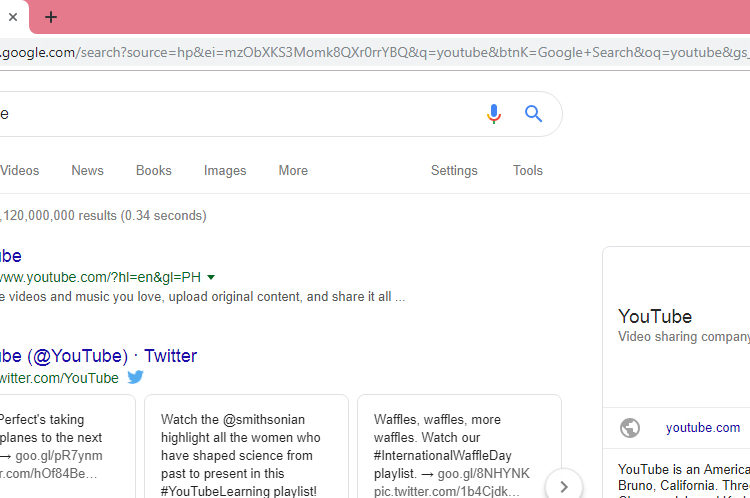 .google.com/search?source=hp&ei=mzObXKS3Momk8QXr0rrYBQ&q=youtube&btnK=Google+Search&oq=youtube&gs_
e
Videos News Books Images More Settings Tools
,120,000,000 results (0.34 seconds)
ube
www.youtube.com/?hl=en&gl=PH
e videos and music you love, upload original content, and share it all ...
ube (@YouTube) · Twitter
witter.com/YouTube
Perfect's taking
planes to the next
→ goo.gl/pR7ynm
r.com/hOf84Be...
Watch the @smithsonian
highlight all the women who
have shaped science from
past to present in this
#YouTubeLearning playlist!
Waffles, waffles, more
waffles. Watch our
#InternationalWaffleDay
playlist. → goo.gl/8NHYNK
pic.twitter.com/1b4Cjdk...
YouTube
Video sharing company
youtube.com
YouTube is an America
Bruno, California. Three